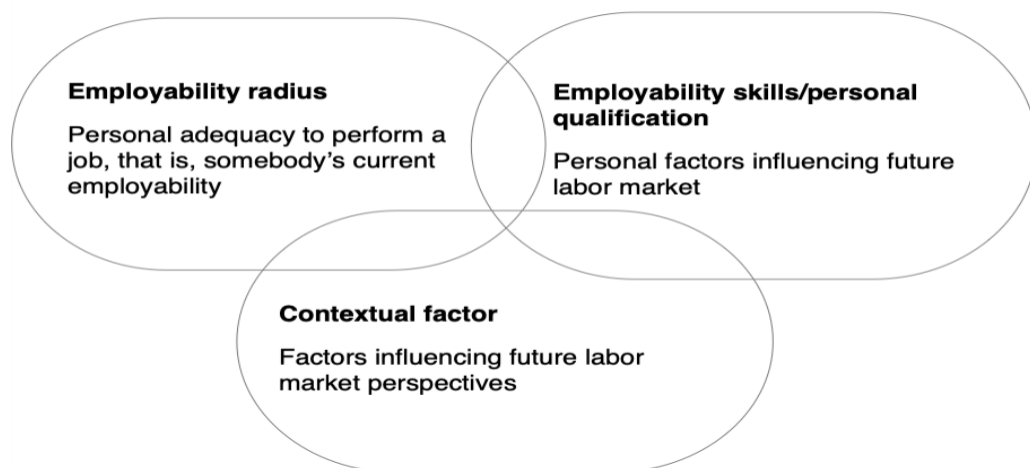 Employability radius
Personal adequacy to perform a
job, that is, somebody’s current
employability
Employability skills/personal
qualification
Personal factors influencing future
labor market
Contextual factor
Factors influencing future labor
market perspectives